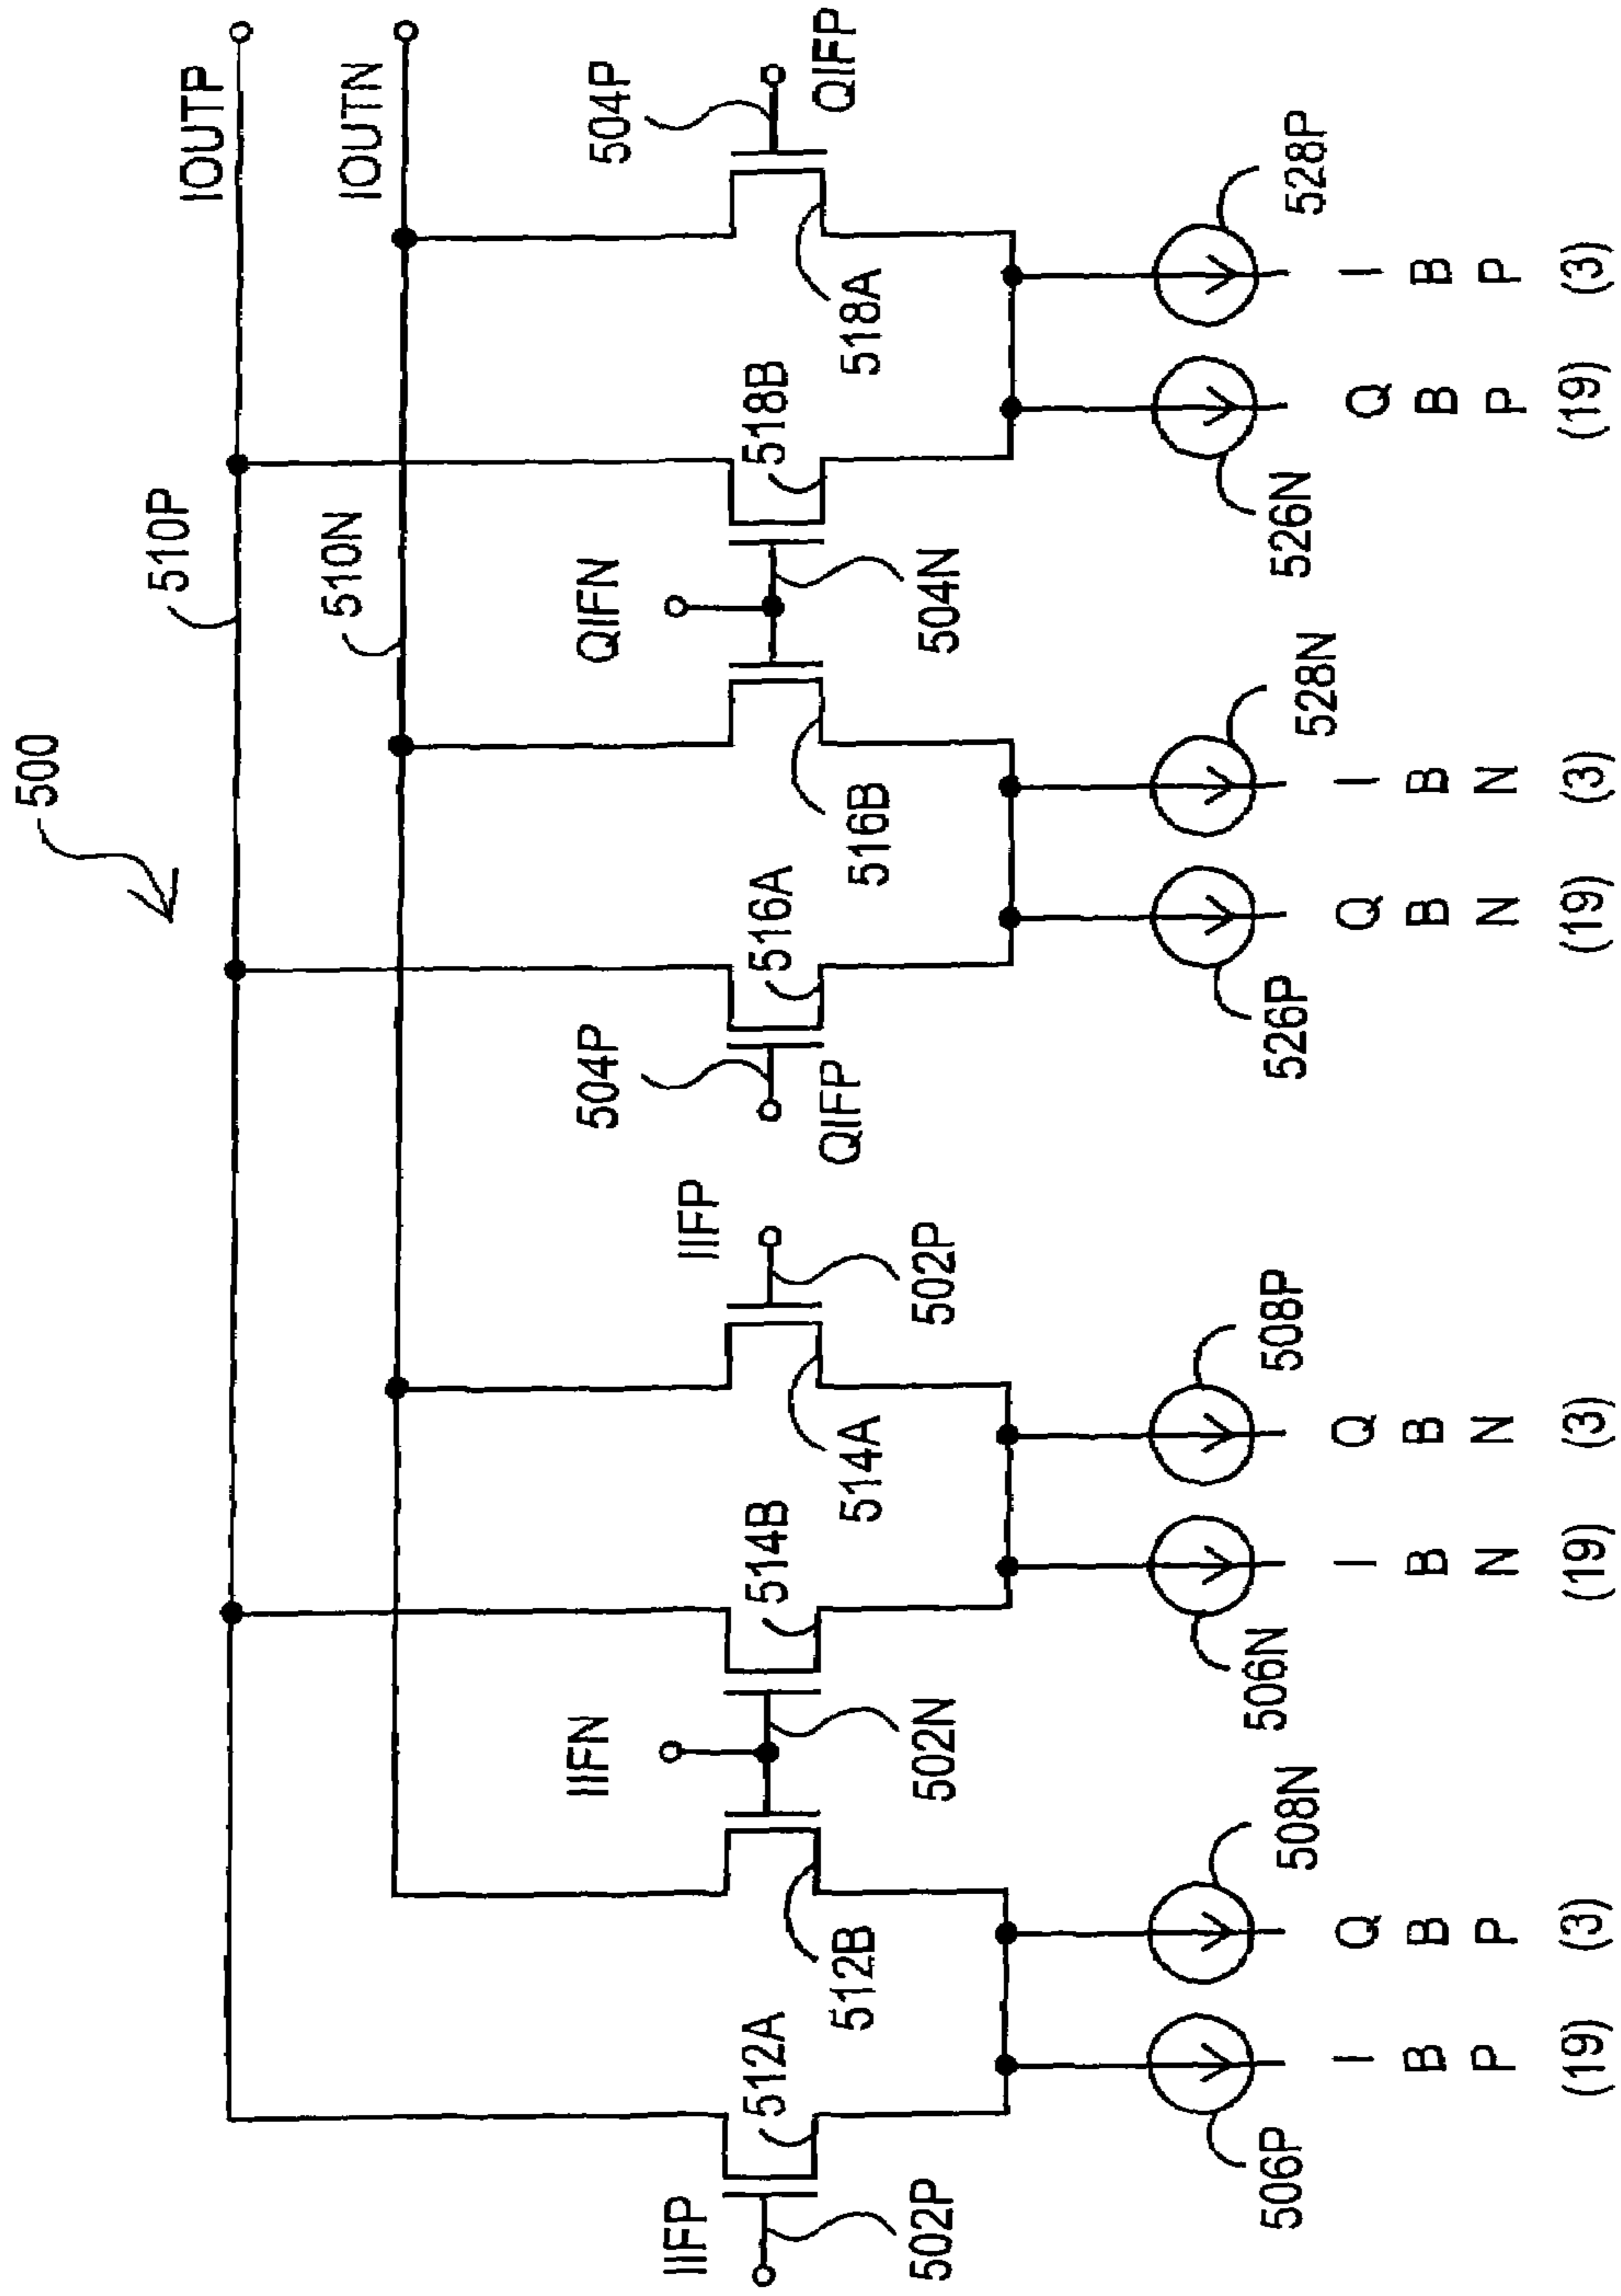 500
510P
IOUTP
510N
IOUTN
IIFN
504P
QIFN
504P
IIFP
IIFP
512A
514B
516A
518B
QIFP
QIFP
512B
514A
516B
518A
502P
502N
502P
504N
506P
508N
506N
508P
526P
528N
526N
528P
I Q I Q Q I Q I
B B B B B B B B
P P N N N N P P
(19) (3) (19) (3) (19) (3) (19) (3)